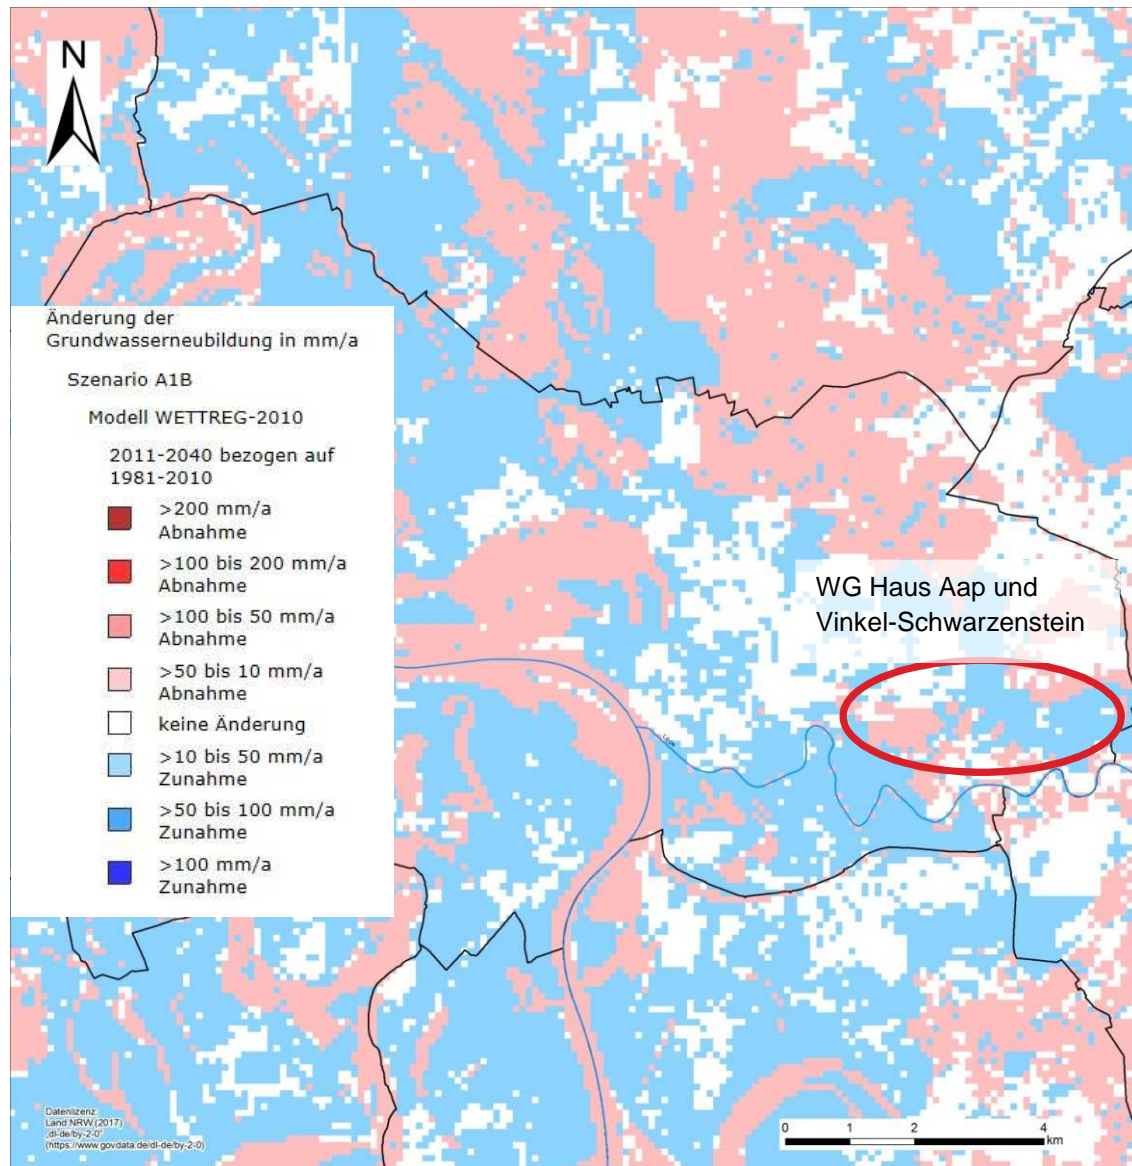 N
Änderung der
Grundwasserneubildung in mm/a
Szenario A1B
Modell WETTREG-2010
2011-2040 bezogen auf
1981-2010
>200 mm/a
Abnahme
>100 bis 200 mm/a
Abnahme
>100 bis 50 mm/a
Abnahme
>50 bis 10 mm/a
Abnahme
keine Änderung
>10 bis 50 mm/a
Zunahme
>50 bis 100 mm/a
Zunahme
>100 mm/a
Zunahme
WG Haus Aap und
Vinkel-Schwarzenstein
Lippe
Datenlizenz:
Land NRW (2017)
„dl-de/by-2-0“
(https://www.govdata.de/dl-de/by-2-0)
0 1 2 4
km